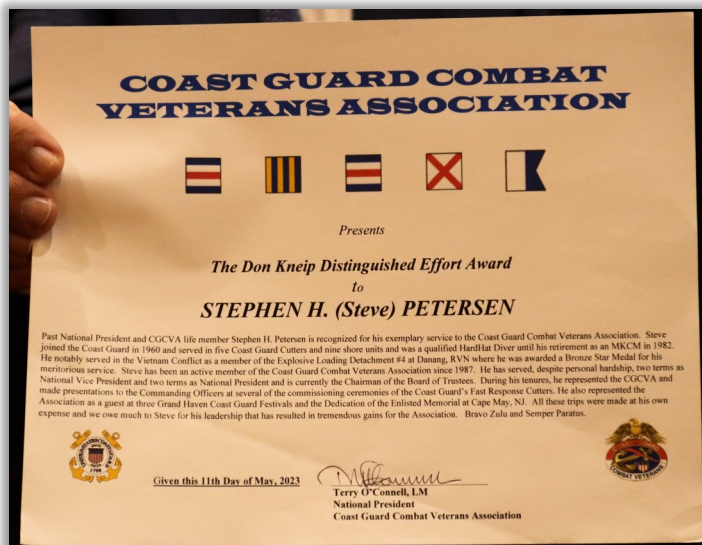 COAST GUARD COMBAT
VETERANS ASSOCIATION
Presents
The Don Kneip Distinguished Effort Award
to
STEPHEN H. (Steve) PETERSEN
Past National President and CGCVA life member Stephen H. Petersen is recognized for his exemplary service to the Coast Guard Combat Veterans Association. Steve
joined the Coast Guard in 1960 and served in five Coast Guard Cutters and nine shore units and was a qualified HardHat Diver until his retirement as an MKCM in 1982.
He notably served in the Vietnam Conflict as a member of the Explosive Loading Detachment #4 at Danang, RVN where he was awarded a Bronze Star Medal for his
meritorious service. Steve has been an active member of the Coast Guard Combat Veterans Association since 1987. He has served, despite personal hardship, two terms as
National Vice President and two terms as National President and is currently the Chairman of the Board of Trustees. During his tenures, he represented the CGCVA and
made presentations to the Commanding Officers at several of the commissioning ceremonies of the Coast Guard's Fast Response Cutters. He also represented the
Association as a guest at three Grand Haven Coast Guard Festivals and the Dedication of the Enlisted Memorial at Cape May, NJ. All these trips were made at his own
expense and we owe much to Steve for his leadership that has resulted in tremendous gains for the Association. Bravo Zulu and Semper Paratus.
UNITED STATES COAST GUARD
1790
COMBAT VETERANS
Given this 11th Day of May, 2023
Terry O'Connell, LM
National President
Coast Guard Combat Veterans Association